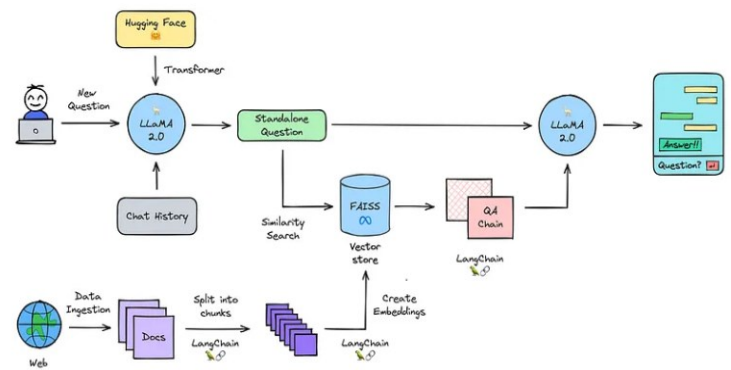 Hugging Face
Transformer
New
Question
LLaMA
2.0
Standalone
Question
LLaMA
2.0
Answer!!
Question?
Chat History
Similarity
Search
FAISS
Vector
store
QA
Chain
LangChain
Data
Ingestion
Split into
chunks
Create
Embeddings
Docs
LangChain
LangChain
Web